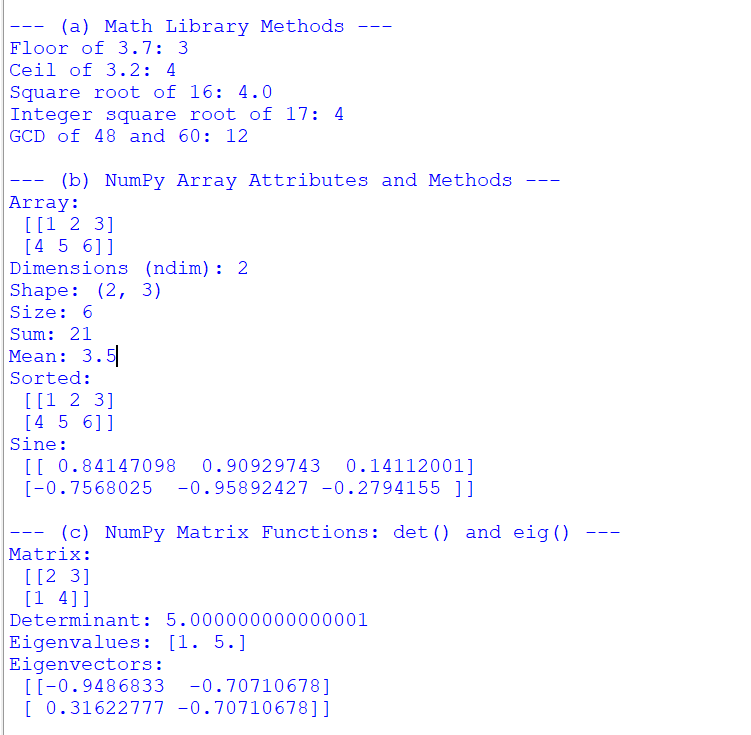 --- (a) Math Library Methods ---
Floor of 3.7: 3
Ceil of 3.2: 4
Square root of 16: 4.0
Integer square root of 17: 4
GCD of 48 and 60: 12

--- (b) NumPy Array Attributes and Methods ---
Array:
 [[1 2 3]
 [4 5 6]]
Dimensions (ndim): 2
Shape: (2, 3)
Size: 6
Sum: 21
Mean: 3.5
Sorted:
 [[1 2 3]
 [4 5 6]]
Sine:
 [[ 0.84147098  0.90929743  0.14112001]
 [-0.7568025  -0.95892427 -0.2794155 ]]

--- (c) NumPy Matrix Functions: det() and eig() ---
Matrix:
 [[2 3]
 [1 4]]
Determinant: 5.000000000000001
Eigenvalues: [1. 5.]
Eigenvectors:
 [[-0.9486833  -0.70710678]
 [ 0.31622777 -0.70710678]]